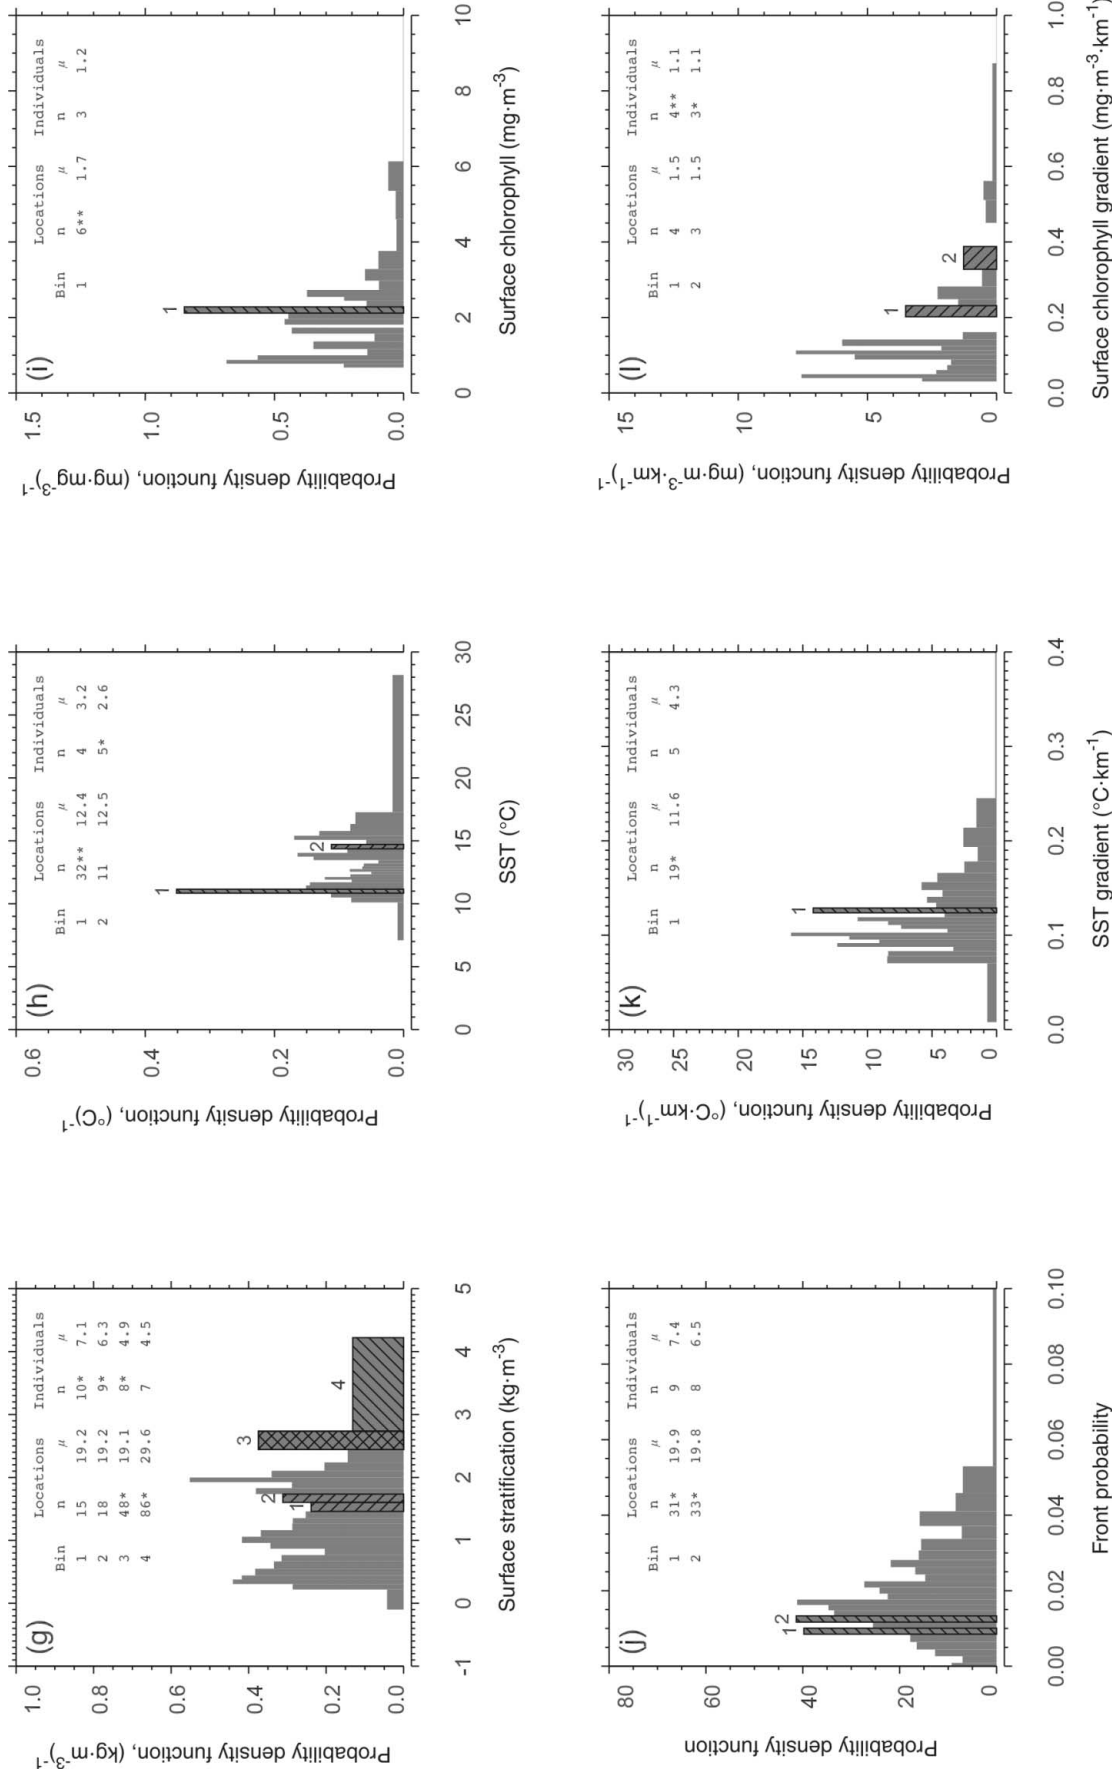 (g)
Probability density function, (kg·m-3)-1
1.0
0.8
0.6
0.4
0.2
0.0
Locations Individuals
Bin n μ n μ
1 15 19.2 10* 7.1
2 18 19.2 9* 6.3
3 48* 19.1 8* 4.9
4 86* 29.6 7 4.5
1
2
3
4
-1 0 1 2 3 4 5
Surface stratification (kg·m-3)
(h)
Probability density function, (°C)-1
0.6
0.4
0.2
0.0
Locations Individuals
Bin n μ n μ
1 32** 12.4 4 3.2
2 11 12.5 5* 2.6
1
2
0 5 10 15 20 25 30
SST (°C)
(i)
Probability density function, (mg·mg-3)-1
1.5
1.0
0.5
0.0
Locations Individuals
Bin n μ n μ
1 6** 1.7 3 1.2
1
0 2 4 6 8 10
Surface chlorophyll (mg·m-3)
(j)
Probability density function
80
60
40
20
0
Locations Individuals
Bin n μ n μ
1 31* 19.9 9 7.4
2 33* 19.8 8 6.5
1
2
0.00 0.02 0.04 0.06 0.08 0.10
Front probability
(k)
Probability density function, (°C·km-1)-1
30
25
20
15
10
5
0
Locations Individuals
Bin n μ n μ
1 19* 11.6 5 4.3
1
0.0 0.1 0.2 0.3 0.4
SST gradient (°C·km-1)
(l)
Probability density function, (mg·m-3·km-1)-1
15
10
5
0
Locations Individuals
Bin n μ n μ
1 4 1.5 4** 1.1
2 3 1.5 3* 1.1
1
2
0.0 0.2 0.4 0.6 0.8 1.0
Surface chlorophyll gradient (mg·m-3·km-1)